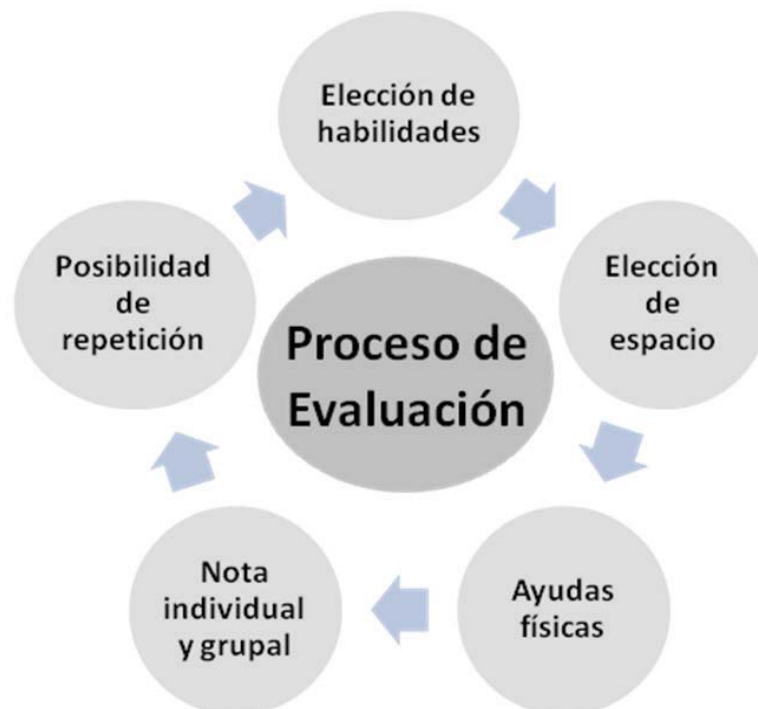 Elección de
habilidades
Elección
de
espacio
Ayudas
físicas
Nota
individual
y grupal
Posibilidad
de
repetición
Proceso de
Evaluación